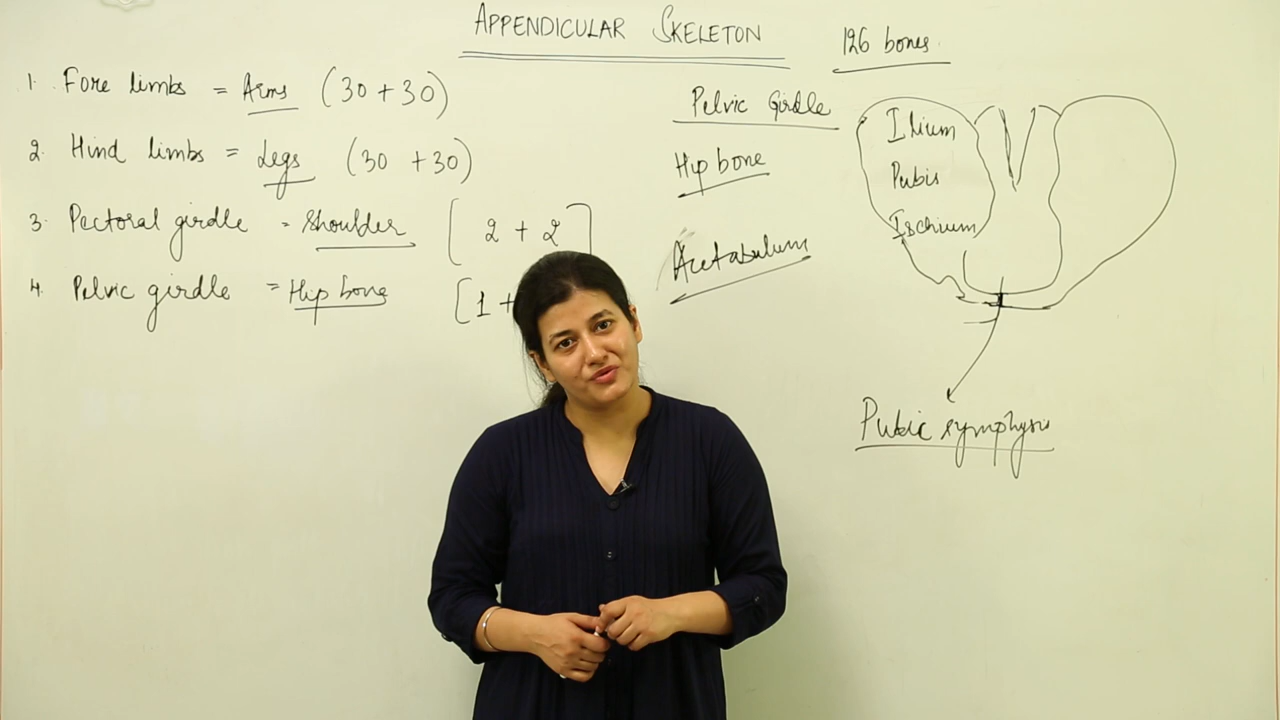 APPENDICULAR SKELETON
126 bones.
1. Fore limbs = Arms (30 + 30)
2. Hind limbs = Legs (30 + 30)
3. Pectoral girdle = Shoulder [2 + 2]
4. Pelvic girdle = Hip bone [1 +
Pelvic Girdle
Hip bone
Acetabulum
Ilium
Pubis
Ischium
Pubic symphysis